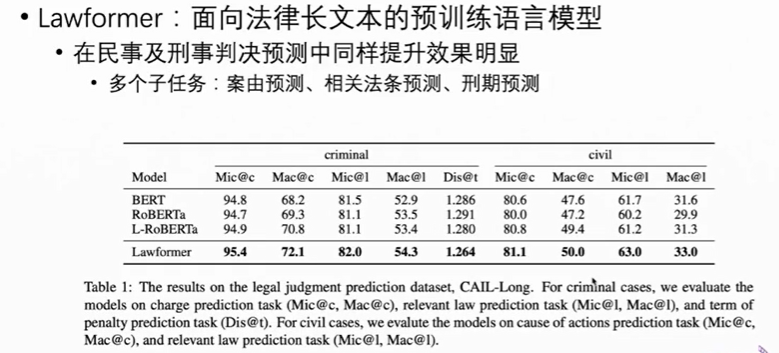 • Lawformer：面向法律长文本的预训练语言模型
• 在民事及刑事判决预测中同样提升效果明显
• 多个子任务：案由预测、相关法条预测、刑期预测
criminal civil
Model Mic@c Mac@c Mic@l Mac@l Dis@t Mic@c Mac@c Mic@l Mac@l
BERT 94.8 68.2 81.5 52.9 1.286 80.6 47.6 61.7 31.6
RoBERTa 94.7 69.3 81.1 53.5 1.291 80.0 47.2 60.2 29.9
L-RoBERTa 94.9 70.8 81.1 53.4 1.280 80.8 49.4 61.2 31.3
Lawformer 95.4 72.1 82.0 54.3 1.264 81.1 50.0 63.0 33.0
Table 1: The results on the legal judgment prediction dataset, CAIL-Long. For criminal cases, we evaluate the
models on charge prediction task (Mic@c, Mac@c), relevant law prediction task (Mic@l, Mac@l), and term of
penalty prediction task (Dis@t). For civil cases, we evalute the models on cause of actions prediction task (Mic@c,
Mac@c), and relevant law prediction task (Mic@l, Mac@l).